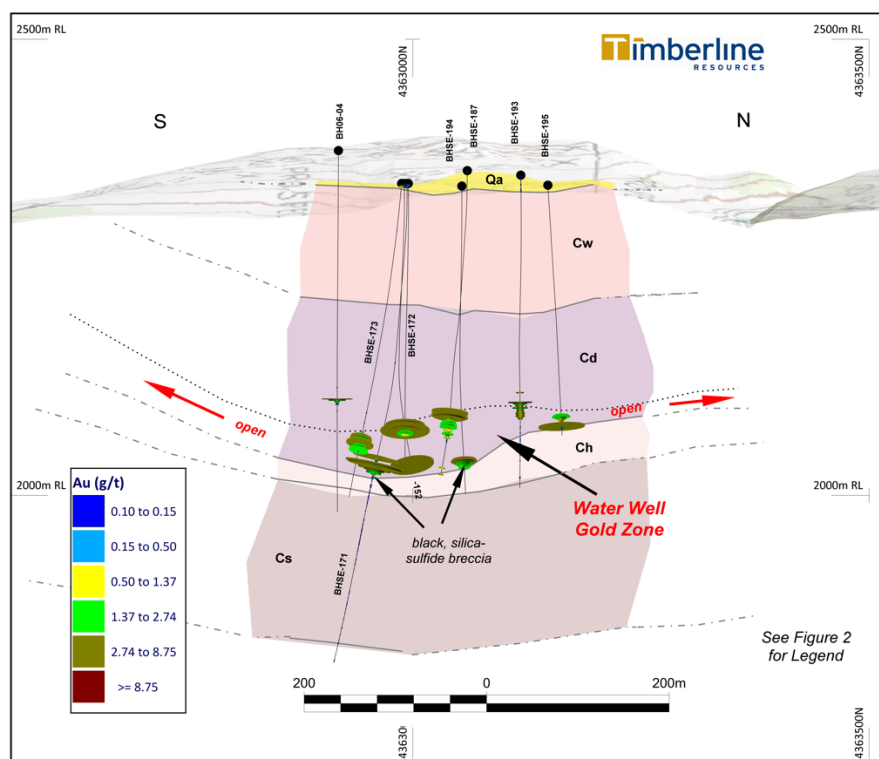 2500m RL
2500m RL
4363000N
4363500N
Timberline
RESOURCES
S
N
BH06-04
BHSE-194
BHSE-187
BHSE-193
BHSE-195
Qa
Cw
BHSE-173
BHSE-172
Cd
open
open
Ch
Au (g/t)
0.10 to 0.15
0.15 to 0.50
0.50 to 1.37
1.37 to 2.74
2.74 to 8.75
>= 8.75
2000m RL
2000m RL
-152
Water Well
Gold Zone
black, silica-
sulfide breccia
Cs
BHSE-171
See Figure 2
for Legend
200
0
200m
43630
4363500N